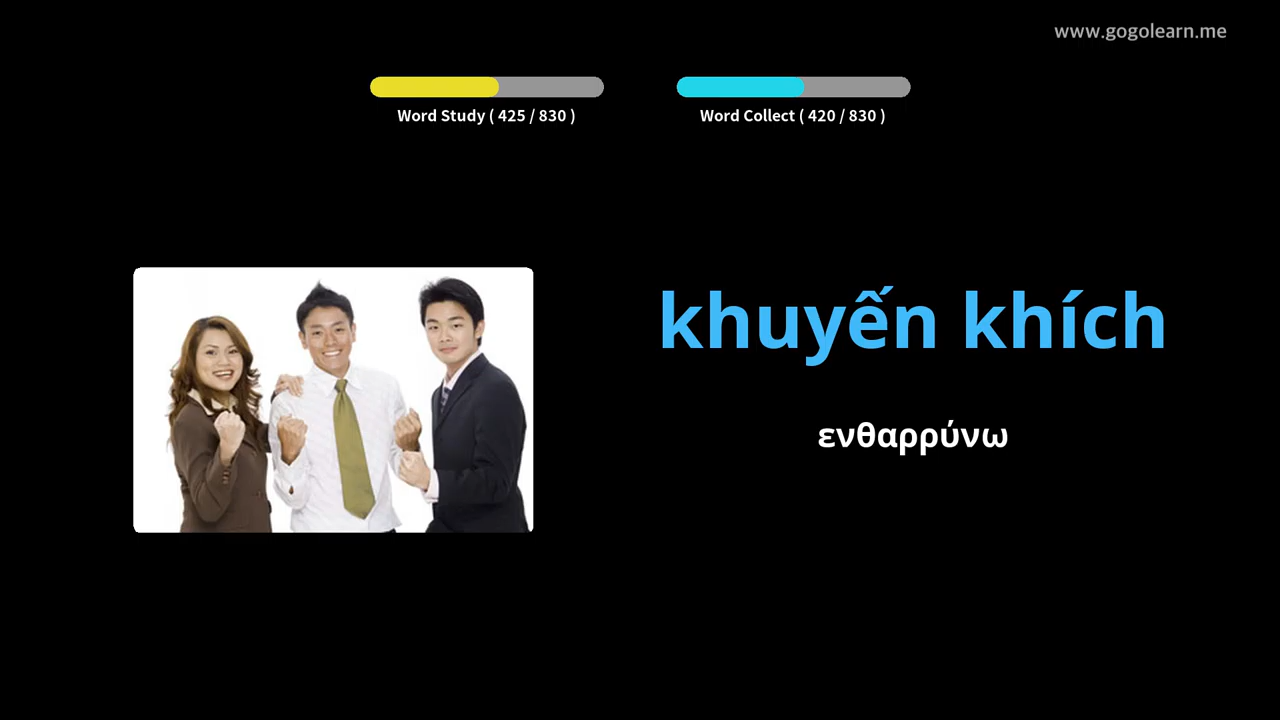 www.gogolearn.me
Word Study ( 425 / 830 )
Word Collect ( 420 / 830 )
khuyến khích
ενθαρρύνω